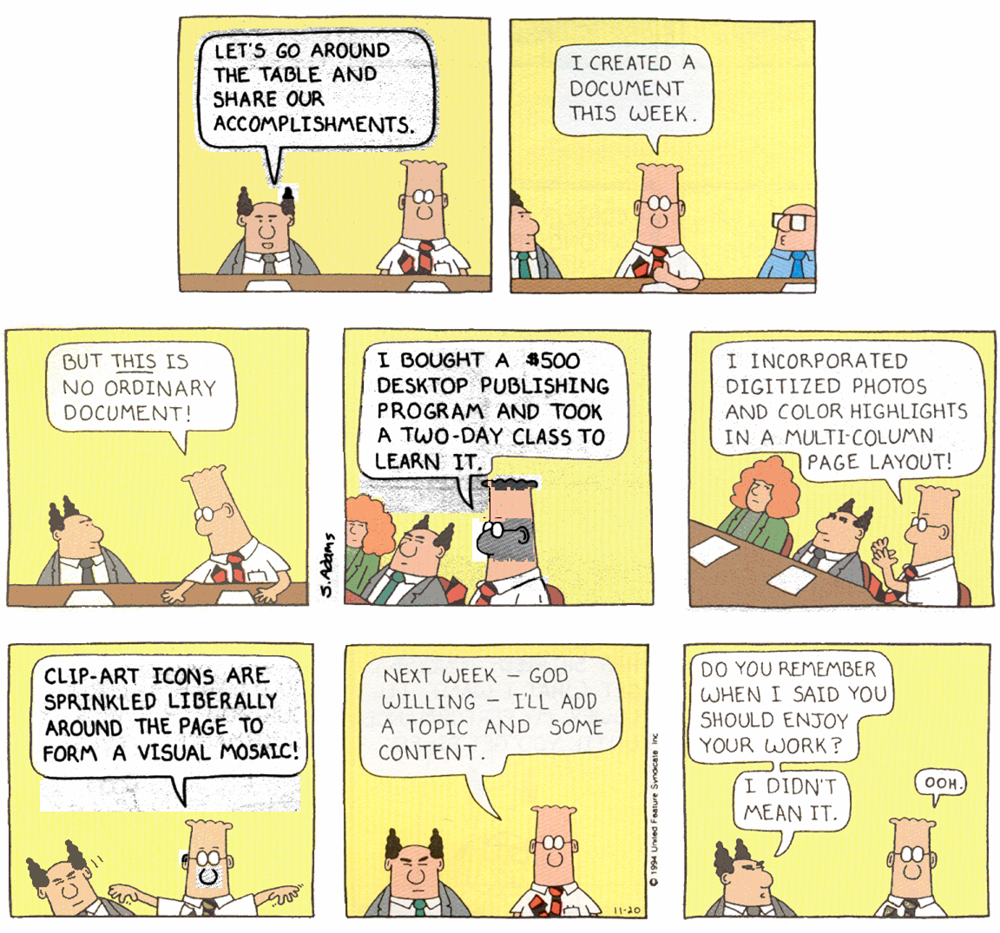 LET'S GO AROUND
THE TABLE AND
SHARE OUR
ACCOMPLISHMENTS.
I CREATED A
DOCUMENT
THIS WEEK.
BUT THIS IS
NO ORDINARY
DOCUMENT!
I BOUGHT A $500
DESKTOP PUBLISHING
PROGRAM AND TOOK
A TWO-DAY CLASS TO
LEARN IT.
S.Adams
I INCORPORATED
DIGITIZED PHOTOS
AND COLOR HIGHLIGHTS
IN A MULTI-COLUMN
PAGE LAYOUT!
CLIP-ART ICONS ARE
SPRINKLED LIBERALLY
AROUND THE PAGE TO
FORM A VISUAL MOSAIC!
NEXT WEEK – GOD
WILLING – I'LL ADD
A TOPIC AND SOME
CONTENT.
11-20
© 1994 United Feature Syndicate, Inc
DO YOU REMEMBER
WHEN I SAID YOU
SHOULD ENJOY
YOUR WORK?
I DIDN'T
MEAN IT.
OOH.